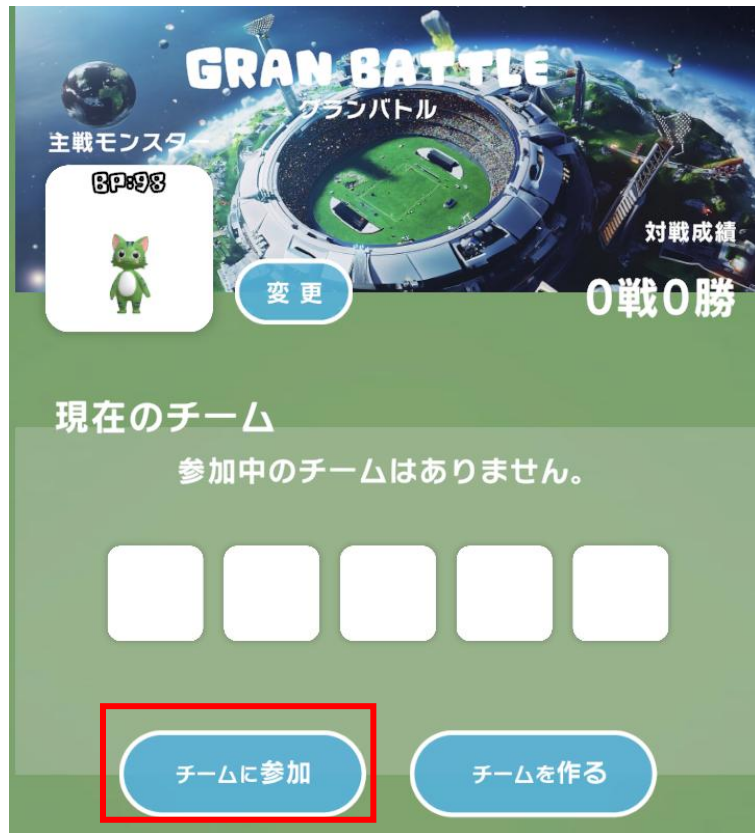 GRAN BATTLE
グランバトル
主戦モンスター
BP:98
対戦成績
変更
0戦0勝
現在のチーム
参加中のチームはありません。
チームに参加
チームを作る